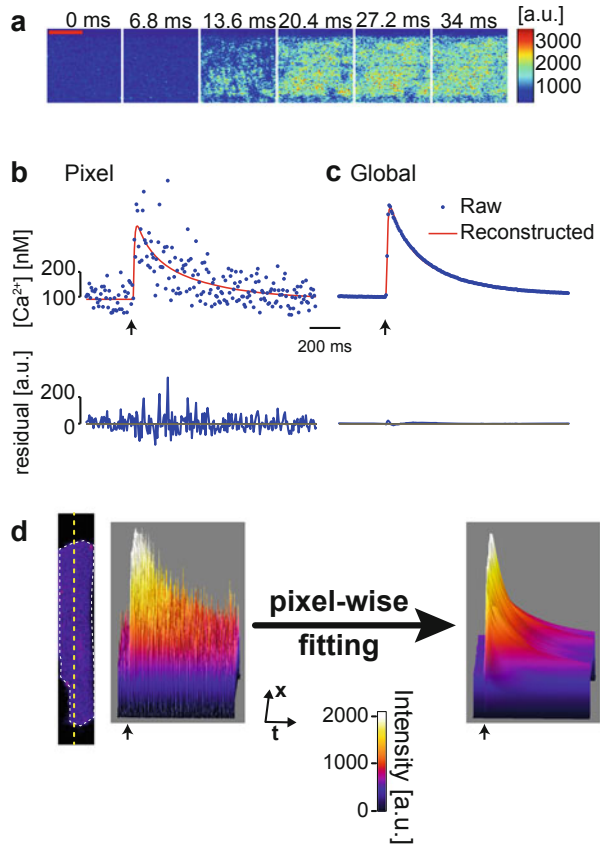 a
0 ms 6.8 ms 13.6 ms 20.4 ms 27.2 ms 34 ms
[a.u.]
3000
2000
1000
b Pixel
c Global
Raw
Reconstructed
[Ca²⁺] [nM]
200
100
200 ms
residual [a.u.]
200
0
d
pixel-wise
fitting
x
t
Intensity [a.u.]
2000
1000
0